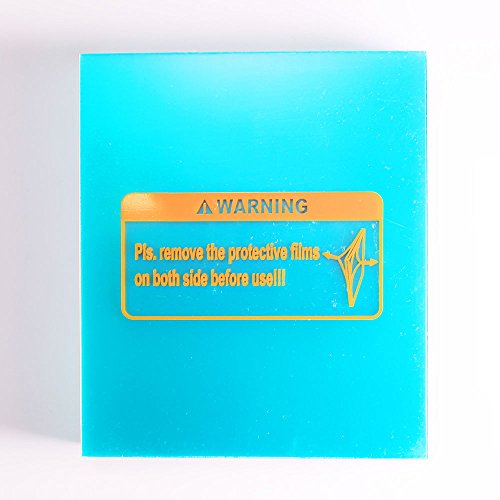 WARNING
Pls. remove the protective films
on both side before use!!!